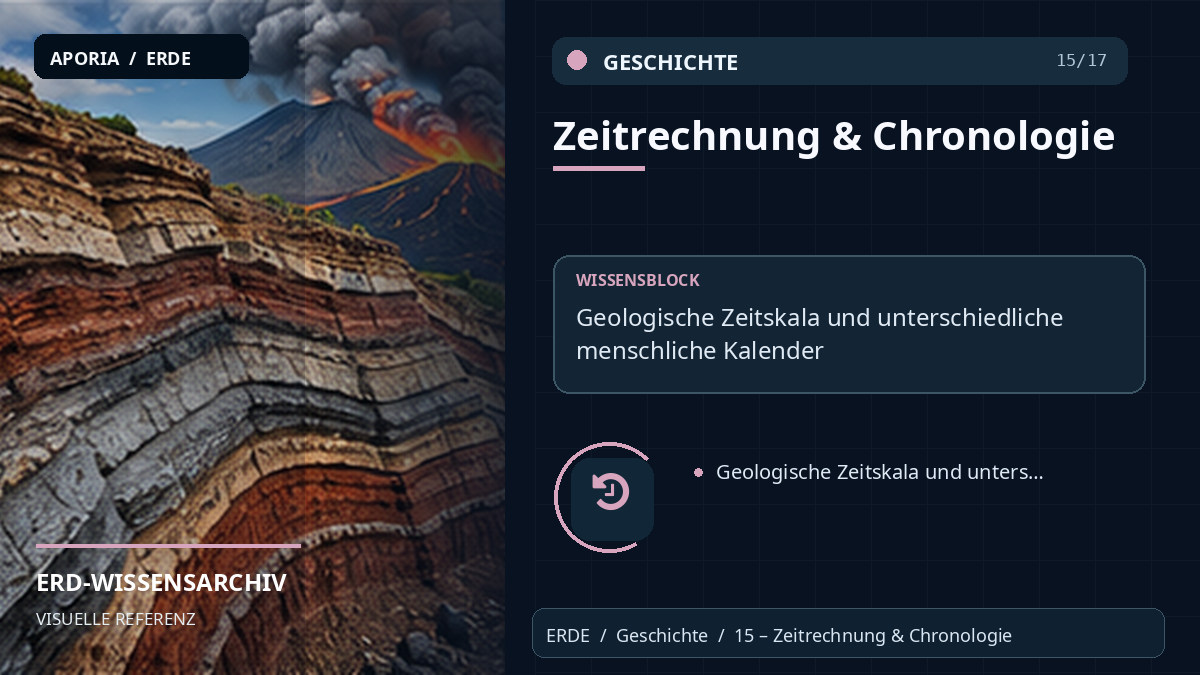 APORIA / ERDE
GESCHICHTE
15/17
Zeitrechnung & Chronologie
WISSENSBLOCK
Geologische Zeitskala und unterschiedliche
menschliche Kalender
Geologische Zeitskala und unters...
ERD-WISSENSARCHIV
VISUELLE REFERENZ
ERDE / Geschichte / 15 – Zeitrechnung & Chronologie